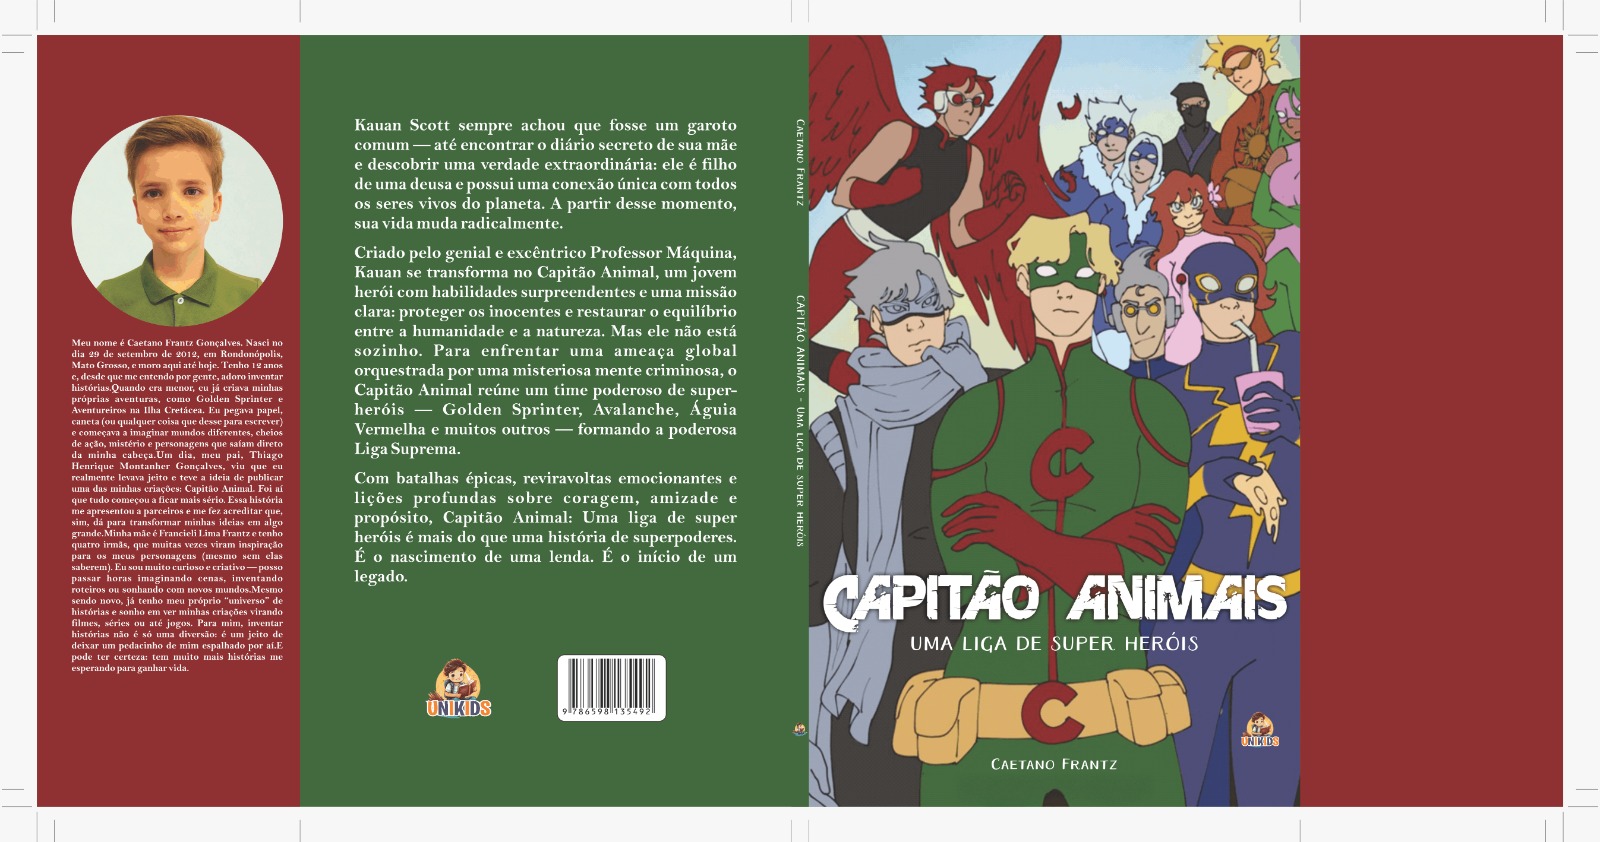 Meu nome é Caetano Frantz Gonçalves. Nasci no
dia 29 de setembro de 2012, em Rondonópolis,
Mato Grosso, e moro aqui até hoje. Tenho 12 anos
e, desde que me entendo por gente, adoro inventar
histórias.Quando era menor, eu já criava minhas
próprias aventuras, como Golden Sprinter e
Aventureiros na Ilha Cretácea. Eu pegava papel,
caneta (ou qualquer coisa que desse para escrever)
e começava a imaginar mundos diferentes, cheios
de ação, mistério e personagens que saíam direto
da minha cabeça.Um dia, meu pai, Thiago
Henrique Montanher Gonçalves, viu que eu
realmente levava jeito e teve a ideia de publicar
uma das minhas criações: Capitão Animal. Foi aí
que tudo começou a ficar mais sério. Essa história
me apresentou a parceiros e me fez acreditar que,
sim, dá para transformar minhas ideias em algo
grande.Minha mãe é Francieli Lima Frantz e tenho
quatro irmãs, que muitas vezes viram inspiração
para os meus personagens (mesmo sem elas
saberem). Eu sou muito curioso e criativo — posso
passar horas imaginando cenas, inventando
roteiros ou sonhando com novos mundos.Mesmo
sendo novo, já tenho meu próprio “universo” de
histórias e sonho em ver minhas criações virando
filmes, séries ou até jogos. Para mim, inventar
histórias não é só uma diversão: é um jeito de
deixar um pedacinho de mim espalhado por aí.E
pode ter certeza: tem muito mais histórias me
esperando para ganhar vida.
Kauan Scott sempre achou que fosse um garoto
comum — até encontrar o diário secreto de sua mãe
e descobrir uma verdade extraordinária: ele é filho
de uma deusa e possui uma conexão única com todos
os seres vivos do planeta. A partir desse momento,
sua vida muda radicalmente.
Criado pelo genial e excêntrico Professor Máquina,
Kauan se transforma no Capitão Animal, um jovem
herói com habilidades surpreendentes e uma missão
clara: proteger os inocentes e restaurar o equilíbrio
entre a humanidade e a natureza. Mas ele não está
sozinho. Para enfrentar uma ameaça global
orquestrada por uma misteriosa mente criminosa, o
Capitão Animal reúne um time poderoso de super-
heróis — Golden Sprinter, Avalanche, Águia
Vermelha e muitos outros — formando a poderosa
Liga Suprema.
Com batalhas épicas, reviravoltas emocionantes e
lições profundas sobre coragem, amizade e
propósito, Capitão Animal: Uma liga de super
heróis é mais do que uma história de superpoderes.
É o nascimento de uma lenda. É o início de um
legado.
UNIKIDS
9 786598 135492
CAETANO FRANTZ
CAPITÃO ANIMAIS - UMA LIGA DE SUPER HERÓIS
C
CAPITÃO ANIMAIS
UMA LIGA DE SUPER HERÓIS
C
UNIKIDS
CAETANO FRANTZ